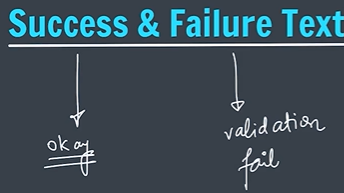 Success & Failure Text
okay
validation
fail